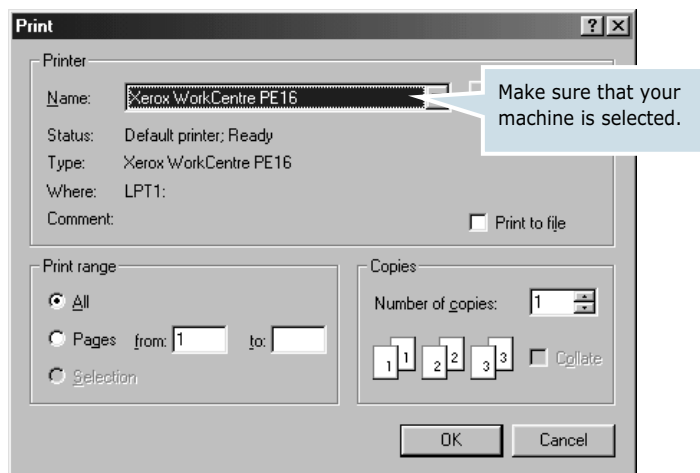 Print
Printer
Name: Xerox WorkCentre PE16
Make sure that your
machine is selected.
Status: Default printer; Ready
Type: Xerox WorkCentre PE16
Where: LPT1:
Comment:
Print to file
Print range
All
Pages from: 1 to:
Selection
Copies
Number of copies: 1
1 1 2 2 3 3 Collate
OK Cancel